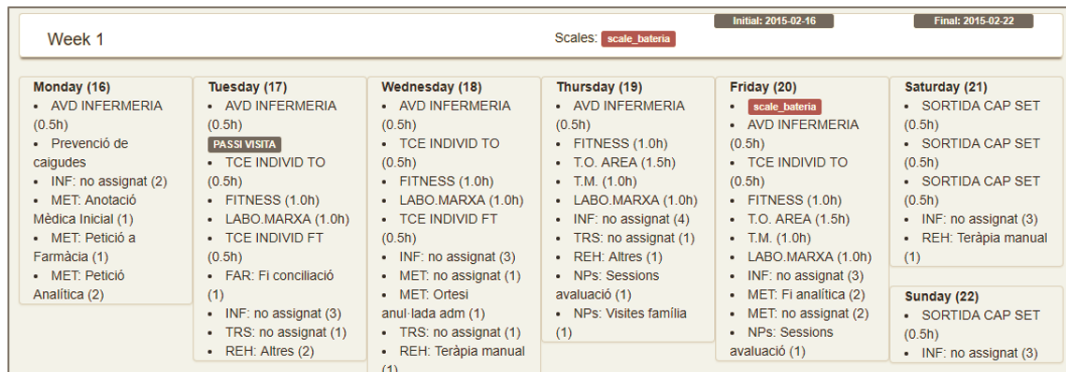 Week 1
Scales: scale_bateria
Initial: 2015-02-16
Final: 2015-02-22
Monday (16)
• AVD INFERMERIA
(0.5h)
• Prevenció de
caigudes
• INF: no assignat (2)
• MET: Anotació
Mèdica Inicial (1)
• MET: Petició a
Farmàcia (1)
• MET: Petició
Analítica (2)
Tuesday (17)
• AVD INFERMERIA
(0.5h)
PASSI VISITA
• TCE INDIVID TO
(0.5h)
• FITNESS (1.0h)
• LABO.MARXA (1.0h)
• TCE INDIVID FT
(0.5h)
• FAR: Fi conciliació
(1)
• INF: no assignat (3)
• TRS: no assignat (1)
• REH: Altres (2)
Wednesday (18)
• AVD INFERMERIA
(0.5h)
• TCE INDIVID TO
(0.5h)
• FITNESS (1.0h)
• LABO.MARXA (1.0h)
• TCE INDIVID FT
(0.5h)
• INF: no assignat (3)
• MET: no assignat (1)
• MET: Ortesi
anul·lada adm (1)
• TRS: no assignat (1)
• REH: Teràpia manual
(1)
Thursday (19)
• AVD INFERMERIA
(0.5h)
• FITNESS (1.0h)
• T.O. AREA (1.5h)
• T.M. (1.0h)
• LABO.MARXA (1.0h)
• INF: no assignat (4)
• TRS: no assignat (1)
• REH: Altres (1)
• NPs: Sessions
avaluació (1)
• NPs: Visites família
(1)
Friday (20)
• scale_bateria
• AVD INFERMERIA
(0.5h)
• TCE INDIVID TO
(0.5h)
• FITNESS (1.0h)
• T.O. AREA (1.5h)
• T.M. (1.0h)
• LABO.MARXA (1.0h)
• INF: no assignat (3)
• MET: Fi analítica (2)
• MET: no assignat (2)
• NPs: Sessions
avaluació (1)
Saturday (21)
• SORTIDA CAP SET
(0.5h)
• SORTIDA CAP SET
(0.5h)
• SORTIDA CAP SET
(0.5h)
• INF: no assignat (3)
• REH: Teràpia manual
(1)
Sunday (22)
• SORTIDA CAP SET
(0.5h)
• INF: no assignat (3)